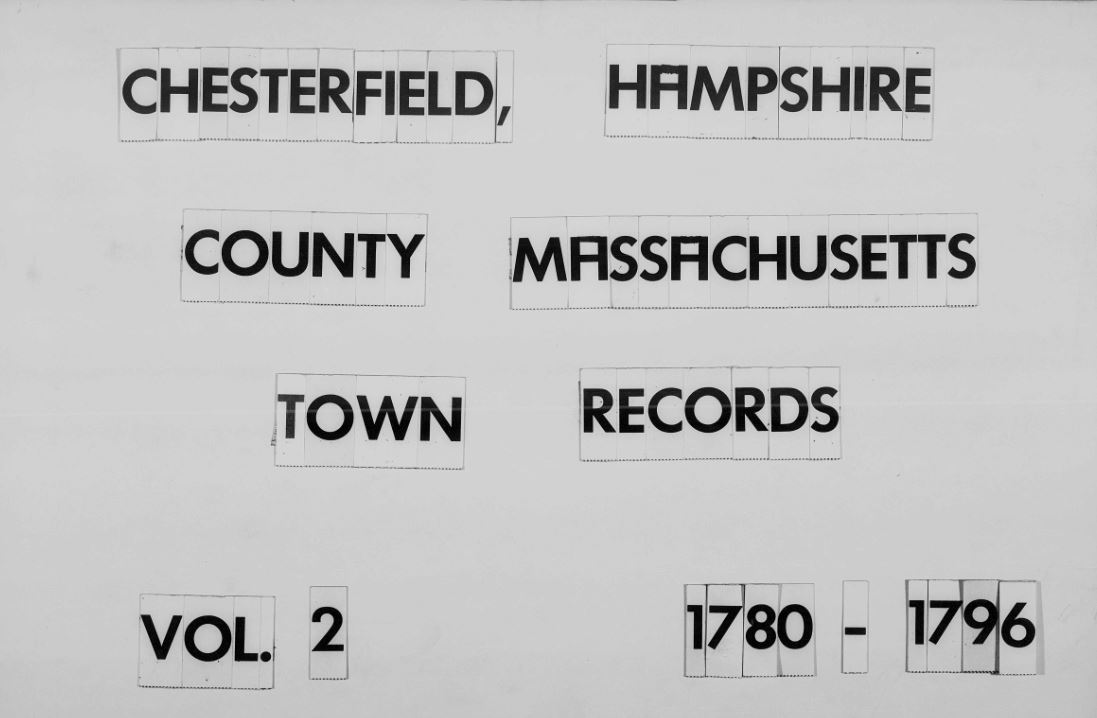 CHESTERFIELD, HAMPSHIRE
COUNTY MASSACHUSETTS
TOWN RECORDS
VOL. 2 1780 - 1796